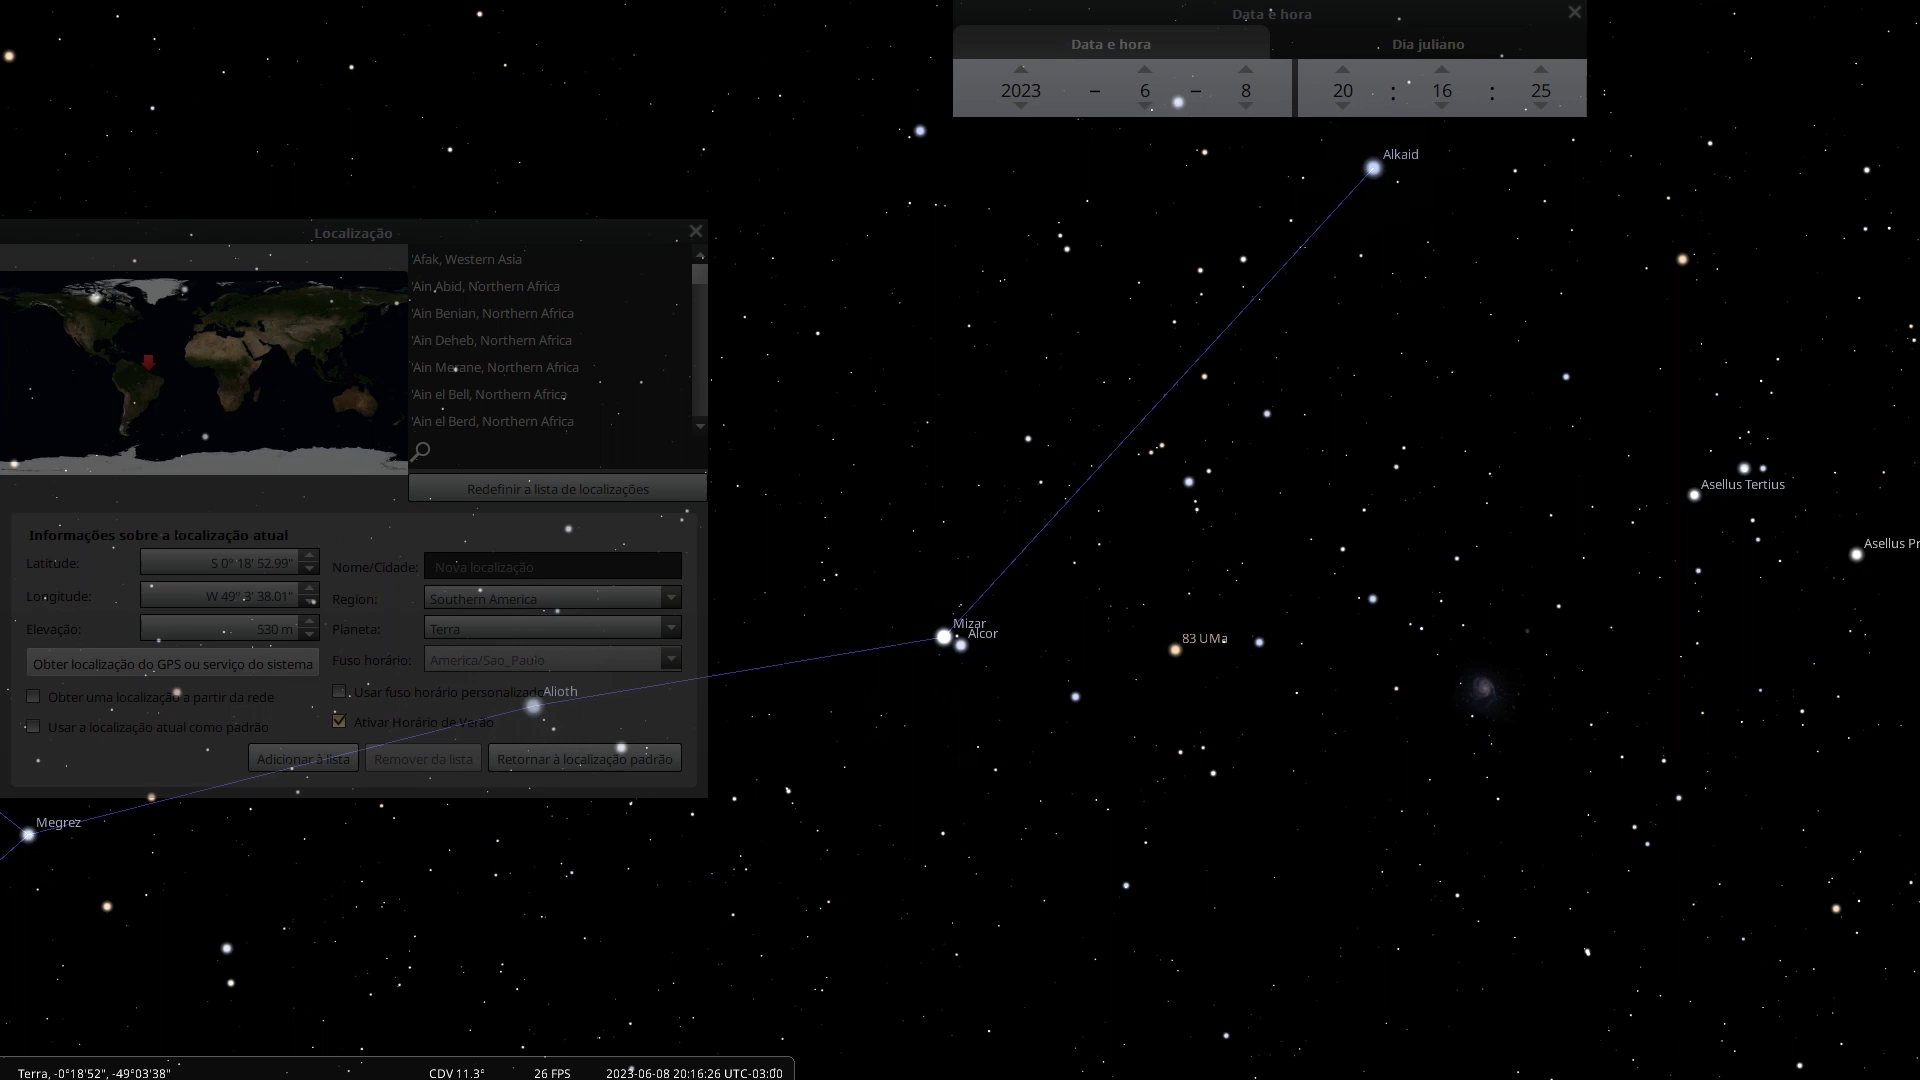 Data e hora
Data e hora
Dia juliano
2023 – 6 – 8
20 : 16 : 25
Alkaid
Localização
'Afak, Western Asia
'Ain Abid, Northern Africa
'Ain Benian, Northern Africa
'Ain Deheb, Northern Africa
'Ain Merane, Northern Africa
'Ain el Bell, Northern Africa
'Ain el Berd, Northern Africa
Redefinir a lista de localizações
Asellus Tertius
Asellus Pr
Informações sobre a localização atual
Latitude: S 0° 18' 52.99"
Longitude: W 49° 3' 38.01"
Elevação: 530 m
Obter localização do GPS ou serviço do sistema
Obter uma localização a partir da rede
Usar a localização atual como padrão
Nome/Cidade: Nova localização
Region: Southern America
Planeta: Terra
Fuso horário: America/Sao_Paulo
Usar fuso horário personalizado
Ativar Horário de Verão
Adicionar à lista
Remover da lista
Retornar à localização padrão
Mizar
Alcor
83 UMa
Alioth
Megrez
Terra, -0°18'52", -49°03'38"
CDV 11.3°
26 FPS
2023-06-08 20:16:26 UTC-03:00